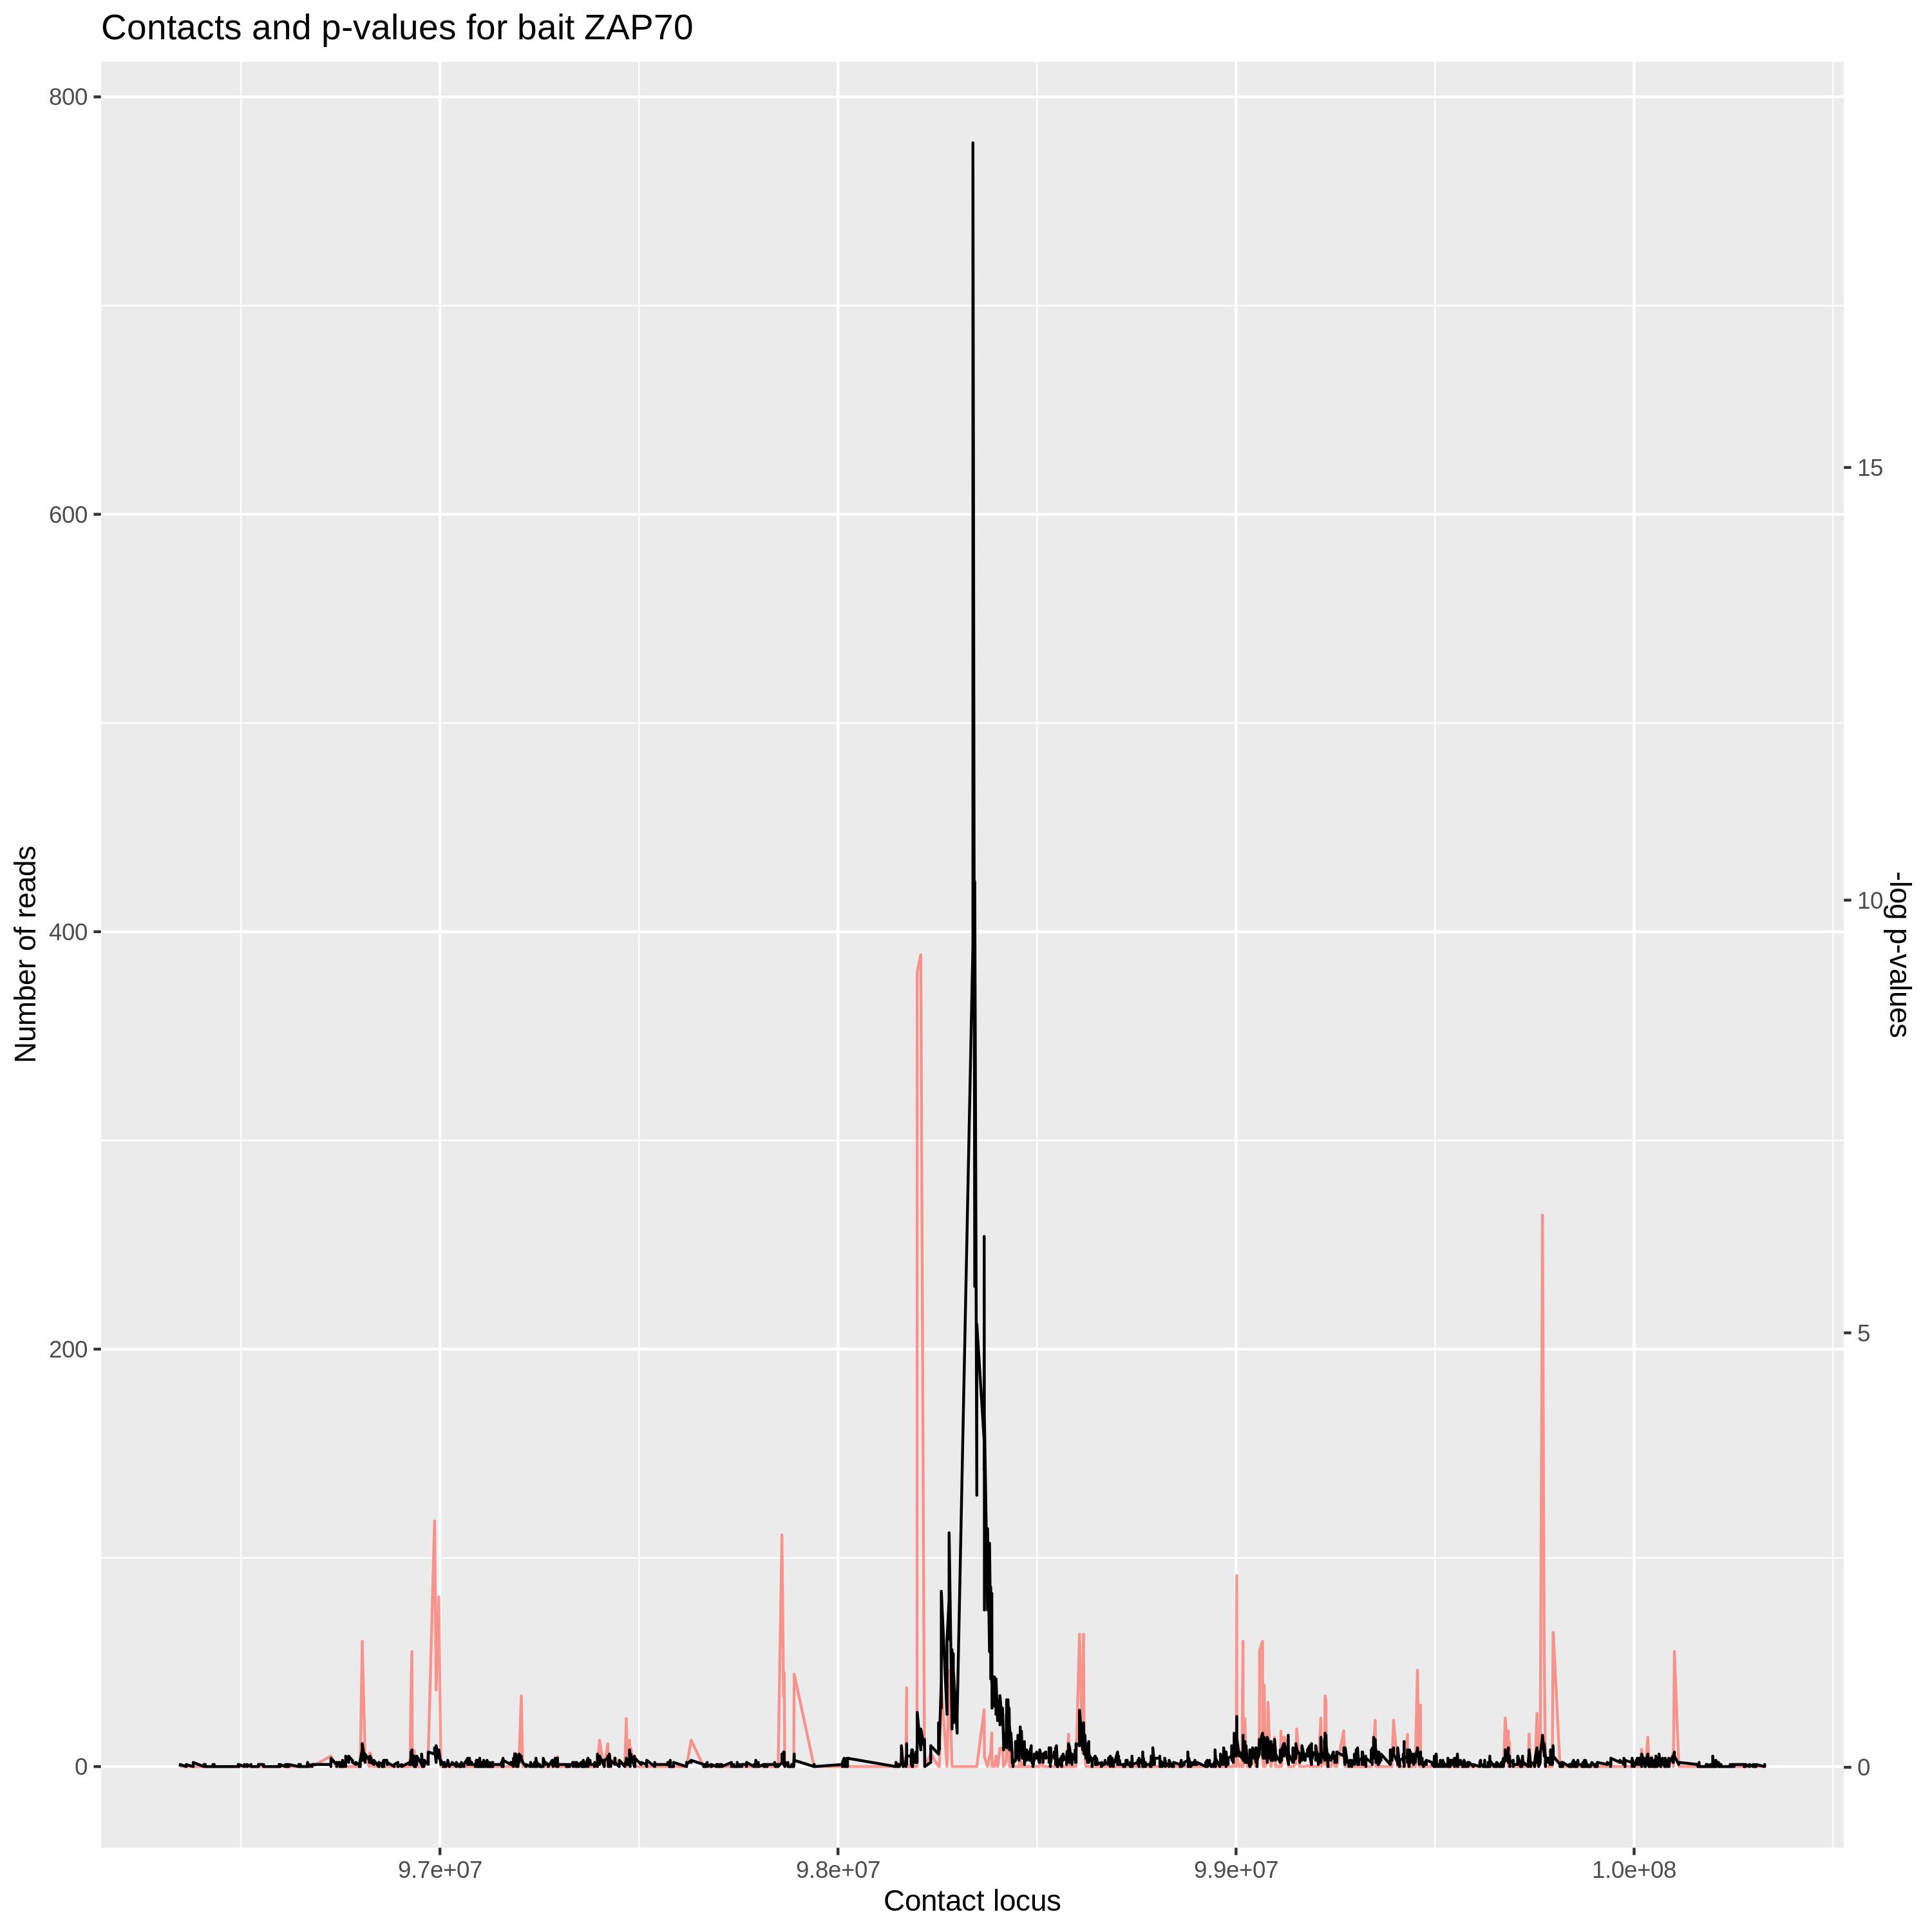 Contacts and p-values for bait ZAP70
800
600
400
200
0
Number of reads
15
10
5
0
-log p-values
9.7e+07
9.8e+07
9.9e+07
1.0e+08
Contact locus